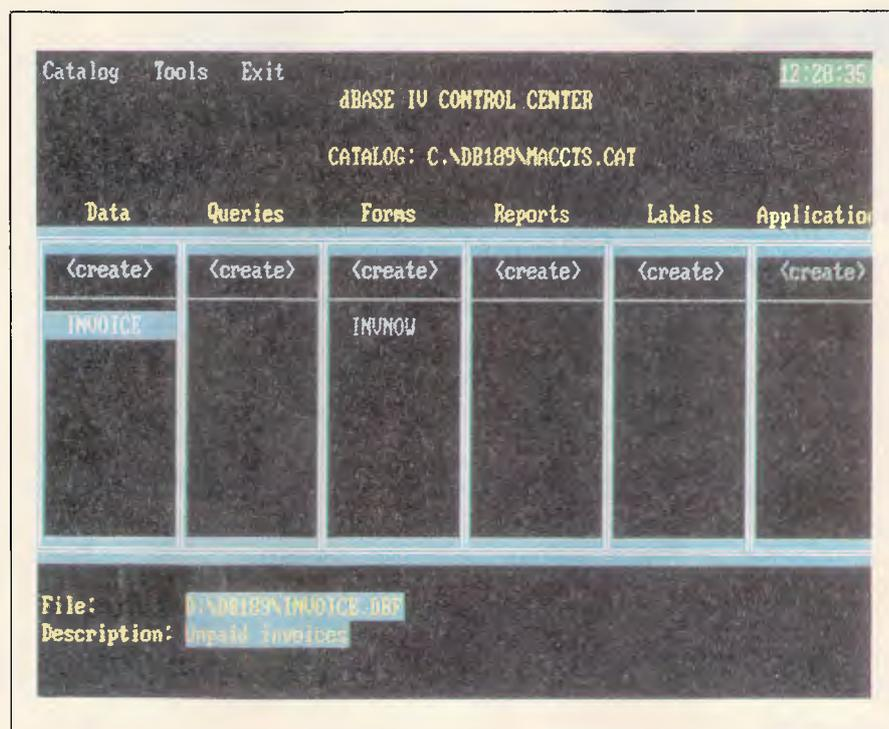 Catalog Tools Exit 12:28:35
dBASE IV CONTROL CENTER
CATALOG: C:\DB189\MACCTS.CAT
Data Queries Forms Reports Labels Applicatio
<create> <create> <create> <create> <create> <create>
INVOICE INVNOW
File: D:\DB189\INVOICE.DBF
Description: Unpaid invoices